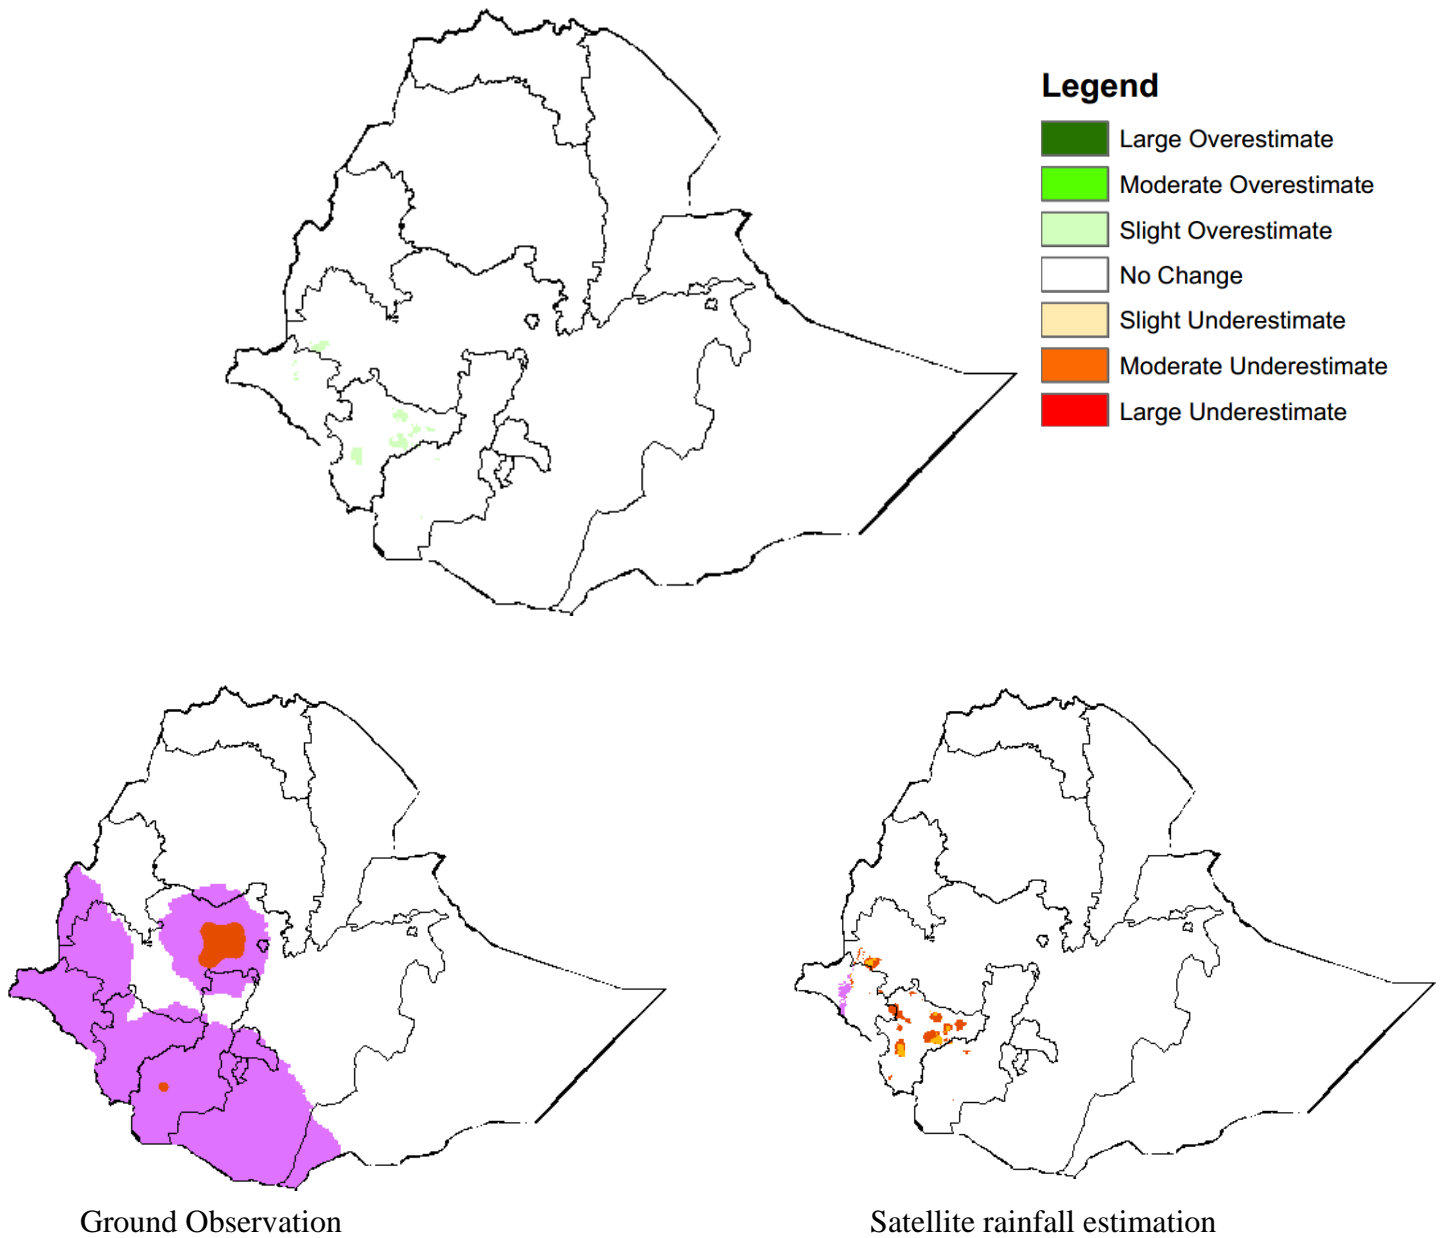 Legend
Large Overestimate
Moderate Overestimate
Slight Overestimate
No Change
Slight Underestimate
Moderate Underestimate
Large Underestimate
Ground Observation
Satellite rainfall estimation